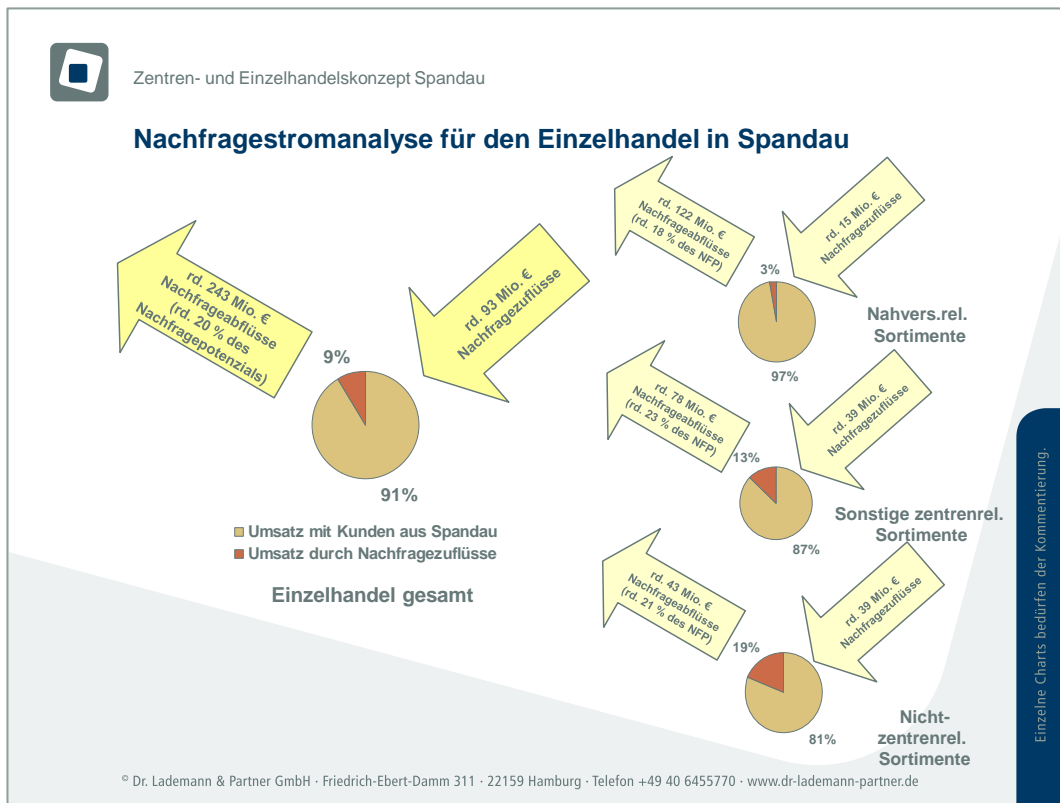 Zentren- und Einzelhandelskonzept Spandau
Nachfragestromanalyse für den Einzelhandel in Spandau
rd. 243 Mio. €
Nachfrageabflüsse
(rd. 20 % des
Nachfragepotenzials)
rd. 93 Mio. €
Nachfragezuflüsse
9%
91%
Umsatz mit Kunden aus Spandau
Umsatz durch Nachfragezuflüsse
Einzelhandel gesamt
rd. 122 Mio. €
Nachfrageabflüsse
(rd. 18 % des NFP)
rd. 15 Mio. €
Nachfragezuflüsse
3%
97%
Nahvers.rel.
Sortimente
rd. 78 Mio. €
Nachfrageabflüsse
(rd. 23 % des NFP)
rd. 39 Mio. €
Nachfragezuflüsse
13%
87%
Sonstige zentrenrel.
Sortimente
rd. 43 Mio. €
Nachfrageabflüsse
(rd. 21 % des NFP)
rd. 39 Mio. €
Nachfragezuflüsse
19%
81%
Nicht-
zentrenrel.
Sortimente
Einzelne Charts bedürfen der Kommentierung.
© Dr. Lademann & Partner GmbH · Friedrich-Ebert-Damm 311 · 22159 Hamburg · Telefon +49 40 6455770 · www.dr-lademann-partner.de